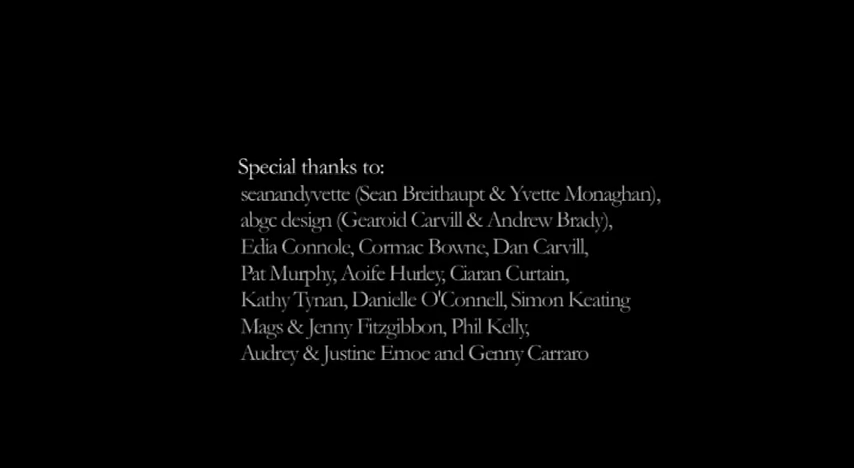 Special thanks to:
seanandyvette (Sean Breithaupt & Yvette Monaghan),
abgc design (Gearoid Carvill & Andrew Brady),
Edia Connole, Cormac Bowne, Dan Carvill,
Pat Murphy, Aoife Hurley, Ciaran Curtain,
Kathy Tynan, Danielle O'Connell, Simon Keating
Mags & Jenny Fitzgibbon, Phil Kelly,
Audrey & Justine Emoe and Genny Carraro